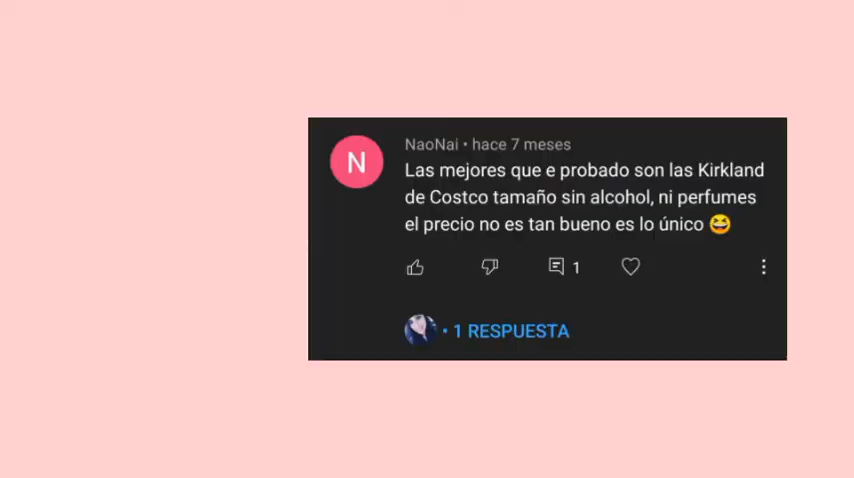 N
NaoNai • hace 7 meses
Las mejores que e probado son las Kirkland
de Costco tamaño sin alcohol, ni perfumes
el precio no es tan bueno es lo único 😆
1
• 1 RESPUESTA